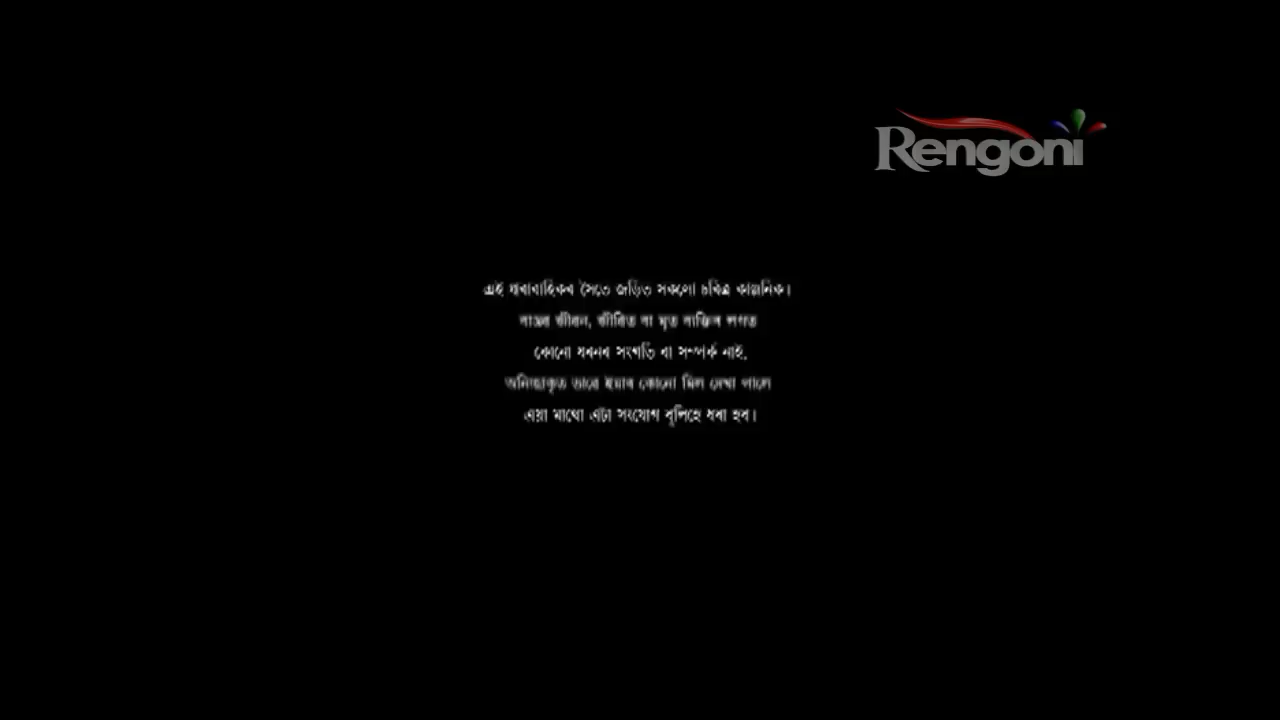 Rengoni
এই ধাৰাবাহিকৰ সৈতে জড়িত সকলো চৰিত্ৰ কাল্পনিক।
বাস্তৱ জীৱন, জীৱিত বা মৃত ব্যক্তিৰ লগত
কোনো ধৰনৰ সংগতি বা সম্পৰ্ক নাই,
অনিচ্ছাকৃত ভাবে ইয়াৰ কোনো মিল দেখা পালে
এয়া মাথো এটা সংযোগ বুলিহে ধৰা হব।